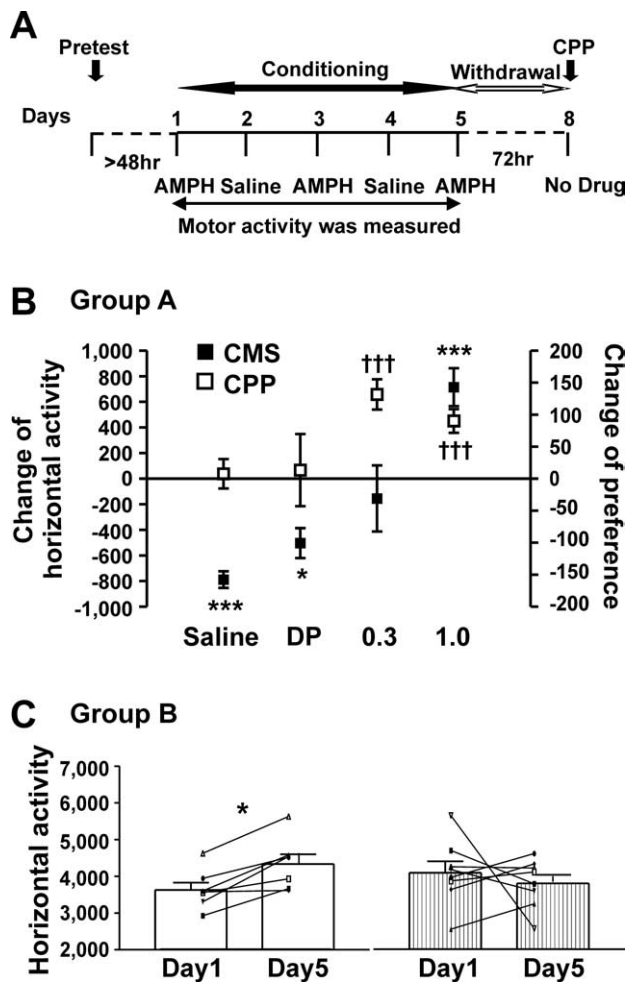 A
Pretest CPP
Conditioning Withdrawal
Days 1 2 3 4 5 8
>48hr 72hr
AMPH Saline AMPH Saline AMPH No Drug
Motor activity was measured
B Group A
Change of horizontal activity
1,000
800
600
400
200
0
-200
-400
-600
-800
-1,000
CMS
CPP
***
†††
†††
*
***
200
150
100
50
0
-50
-100
-150
-200
Change of preference
Saline DP 0.3 1.0
C Group B
Horizontal activity
7,000
6,000
5,000
4,000
3,000
2,000
*
Day1 Day5 Day1 Day5